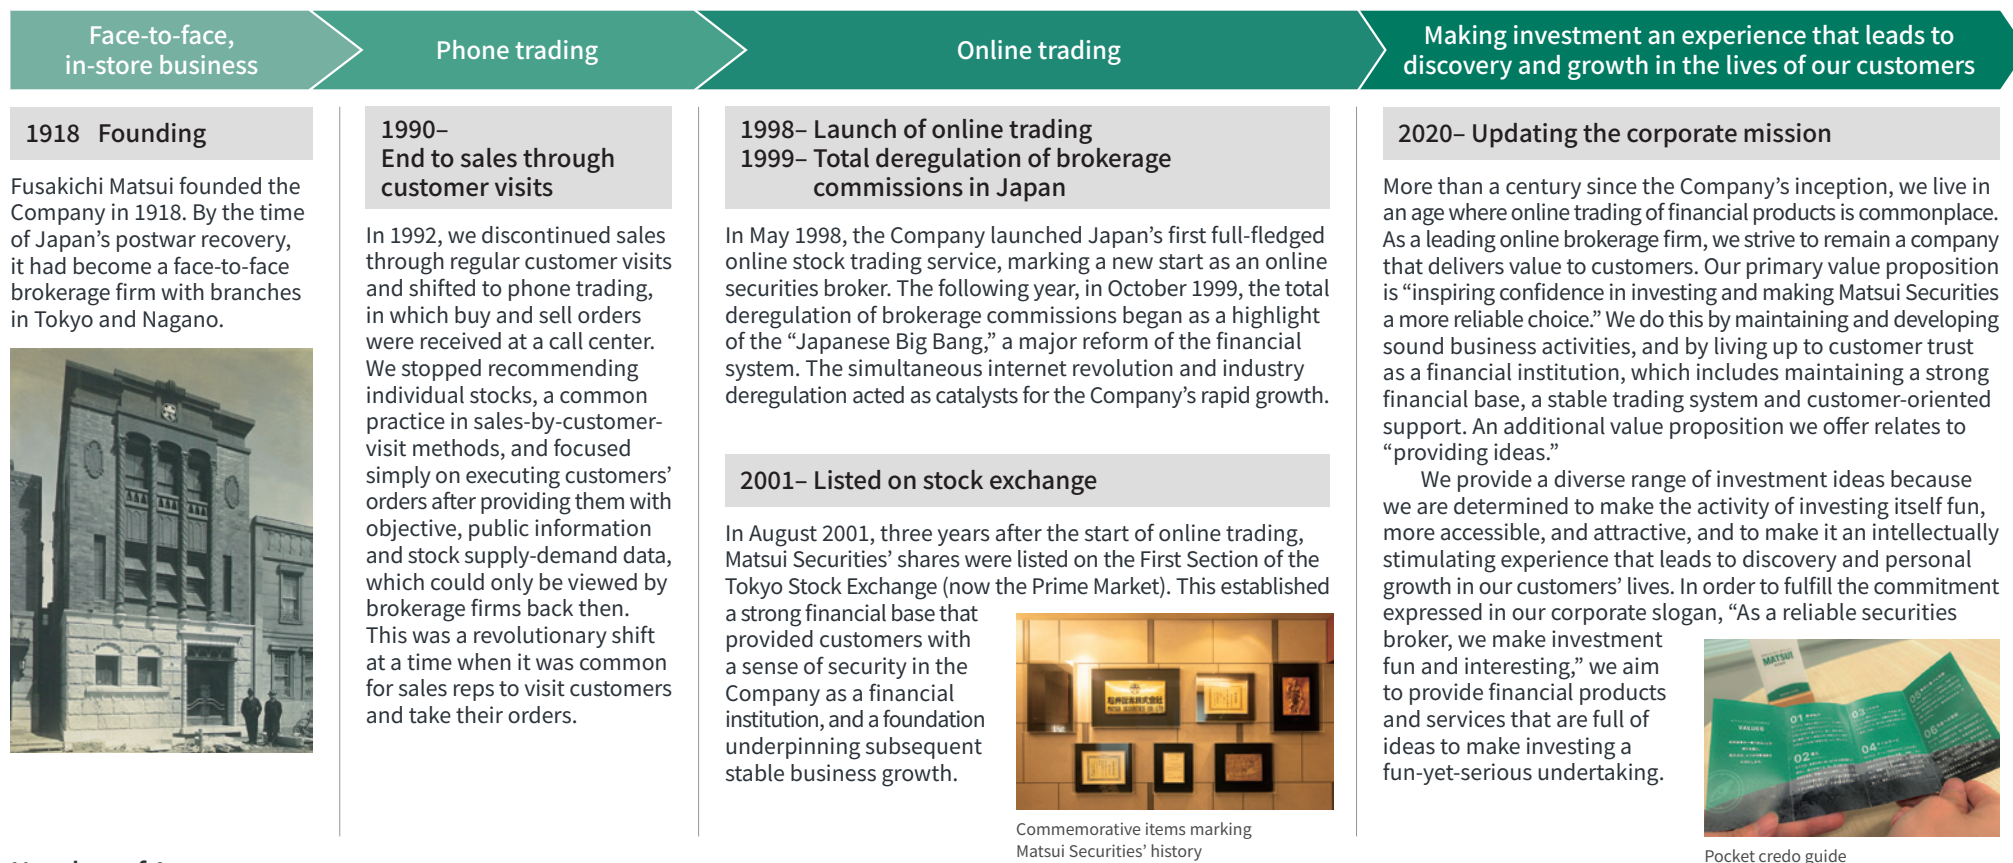 Face-to-face,
in-store business
Phone trading
Online trading
Making investment an experience that leads to
discovery and growth in the lives of our customers
1918 Founding
Fusakichi Matsui founded the
Company in 1918. By the time
of Japan’s postwar recovery,
it had become a face-to-face
brokerage firm with branches
in Tokyo and Nagano.
1990–
End to sales through
customer visits
In 1992, we discontinued sales
through regular customer visits
and shifted to phone trading,
in which buy and sell orders
were received at a call center.
We stopped recommending
individual stocks, a common
practice in sales-by-customer-
visit methods, and focused
simply on executing customers’
orders after providing them with
objective, public information
and stock supply-demand data,
which could only be viewed by
brokerage firms back then.
This was a revolutionary shift
at a time when it was common
for sales reps to visit customers
and take their orders.
1998– Launch of online trading
1999– Total deregulation of brokerage
commissions in Japan
In May 1998, the Company launched Japan’s first full-fledged
online stock trading service, marking a new start as an online
securities broker. The following year, in October 1999, the total
deregulation of brokerage commissions began as a highlight
of the “Japanese Big Bang,” a major reform of the financial
system. The simultaneous internet revolution and industry
deregulation acted as catalysts for the Company’s rapid growth.
2001– Listed on stock exchange
In August 2001, three years after the start of online trading,
Matsui Securities’ shares were listed on the First Section of the
Tokyo Stock Exchange (now the Prime Market). This established
a strong financial base that
provided customers with
a sense of security in the
Company as a financial
institution, and a foundation
underpinning subsequent
stable business growth.
松井証券株式会社
MATSUI SECURITIES CO., LTD.
Commemorative items marking
Matsui Securities’ history
2020– Updating the corporate mission
More than a century since the Company’s inception, we live in
an age where online trading of financial products is commonplace.
As a leading online brokerage firm, we strive to remain a company
that delivers value to customers. Our primary value proposition
is “inspiring confidence in investing and making Matsui Securities
a more reliable choice.” We do this by maintaining and developing
sound business activities, and by living up to customer trust
as a financial institution, which includes maintaining a strong
financial base, a stable trading system and customer-oriented
support. An additional value proposition we offer relates to
“providing ideas.”
We provide a diverse range of investment ideas because
we are determined to make the activity of investing itself fun,
more accessible, and attractive, and to make it an intellectually
stimulating experience that leads to discovery and personal
growth in our customers’ lives. In order to fulfill the commitment
expressed in our corporate slogan, “As a reliable securities
broker, we make investment
fun and interesting,” we aim
to provide financial products
and services that are full of
ideas to make investing a
fun-yet-serious undertaking.
MATSUI
VALUES
01
02
03
04
05
06
Pocket credo guide